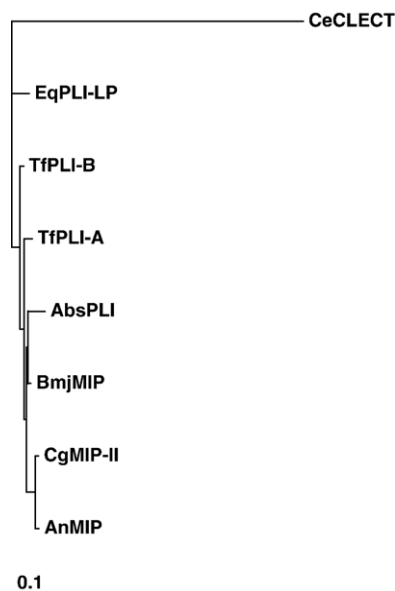 CeCLECT
EqPLI-LP
TfPLI-B
TfPLI-A
AbsPLI
BmjMIP
CgMIP-II
AnMIP
0.1